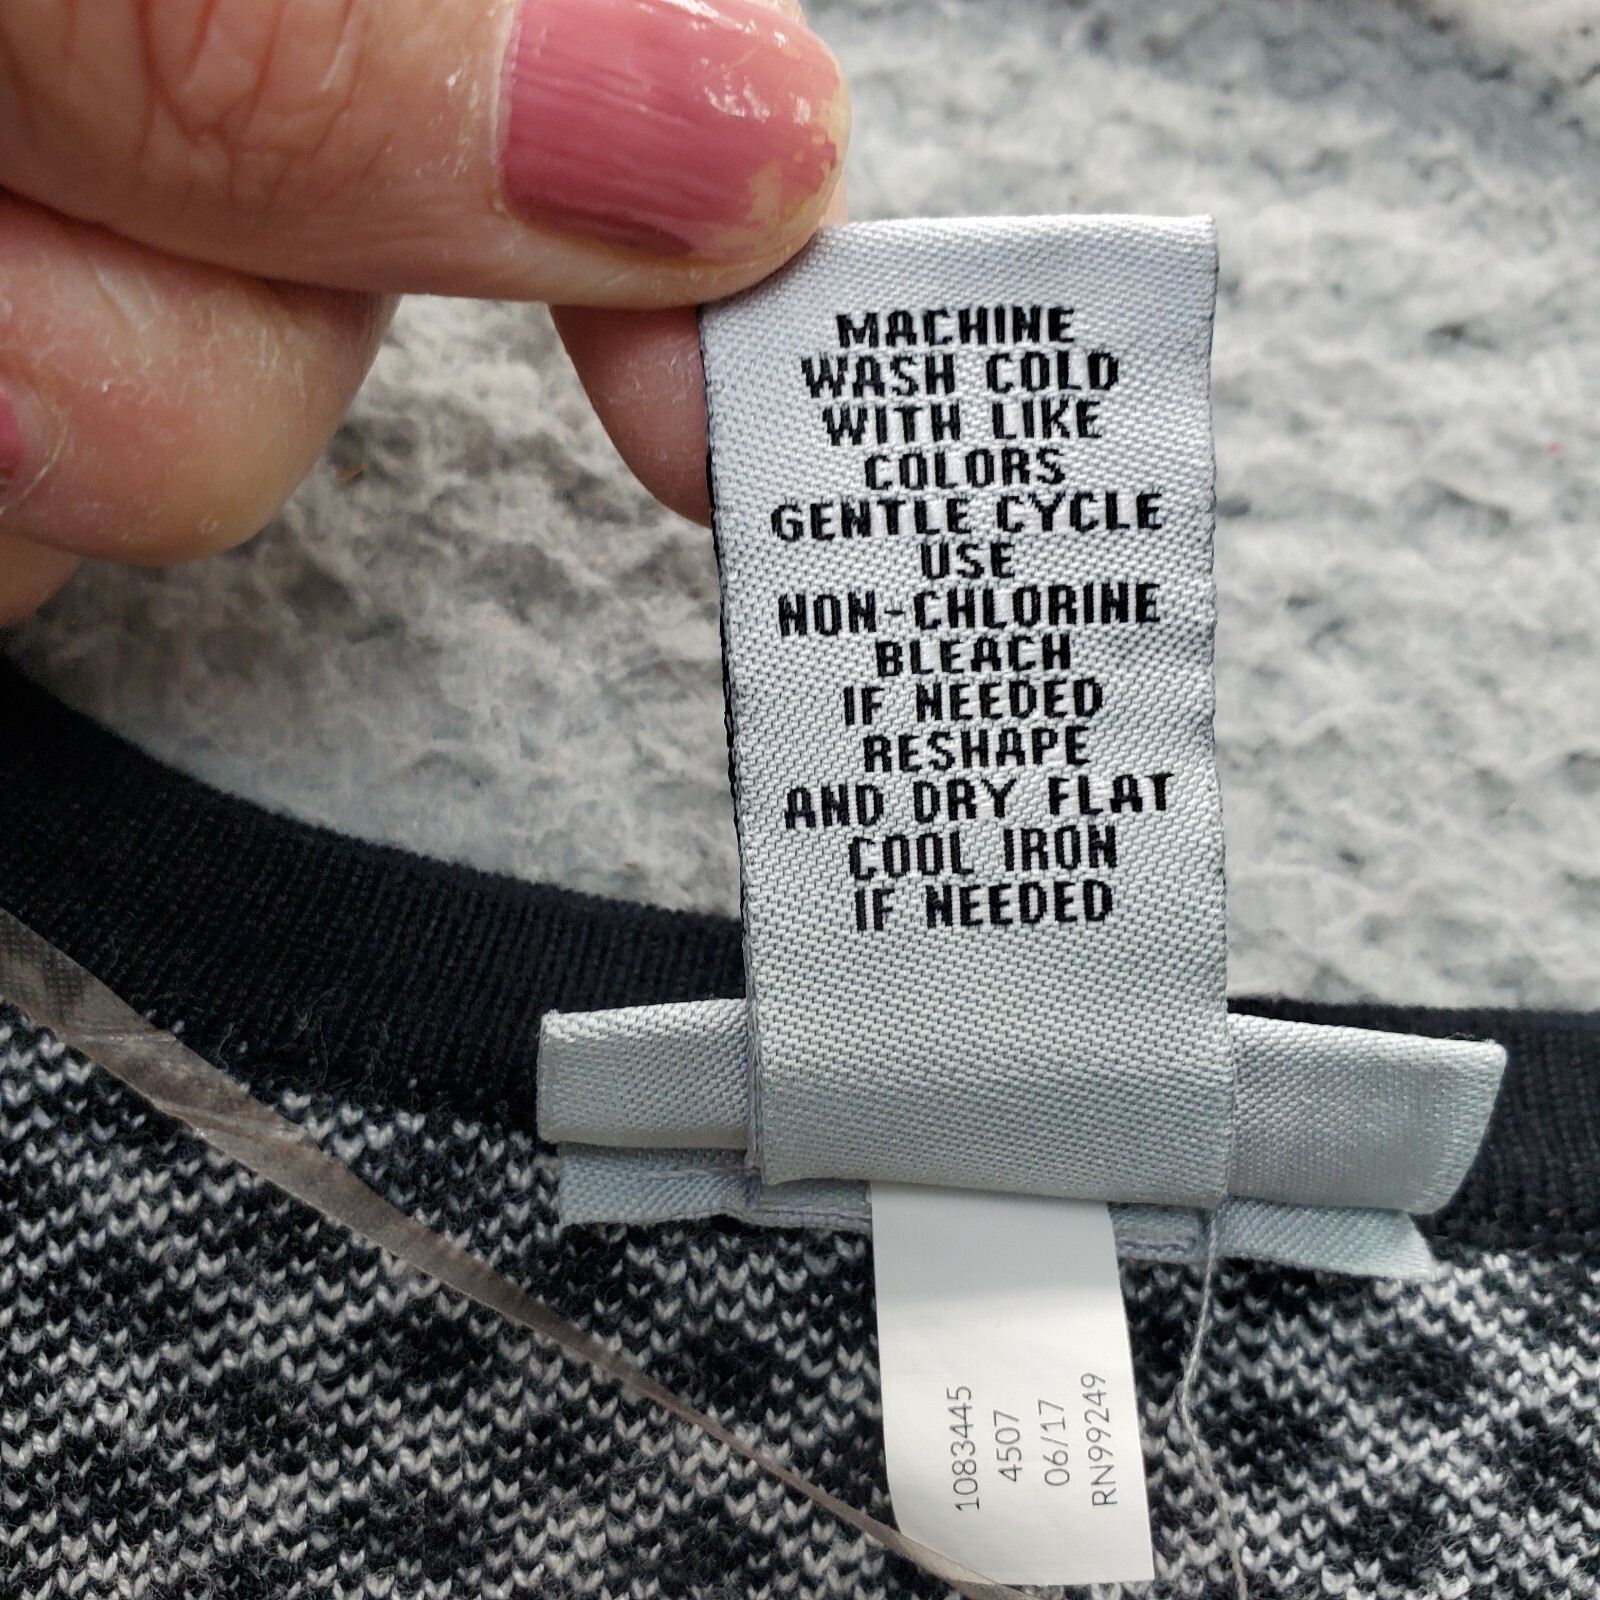 MACHINE
WASH COLD
WITH LIKE
COLORS
GENTLE CYCLE
USE
NON-CHLORINE
BLEACH
IF NEEDED
RESHAPE
AND DRY FLAT
COOL IRON
IF NEEDED
1083445
4507
06/17
RN99249